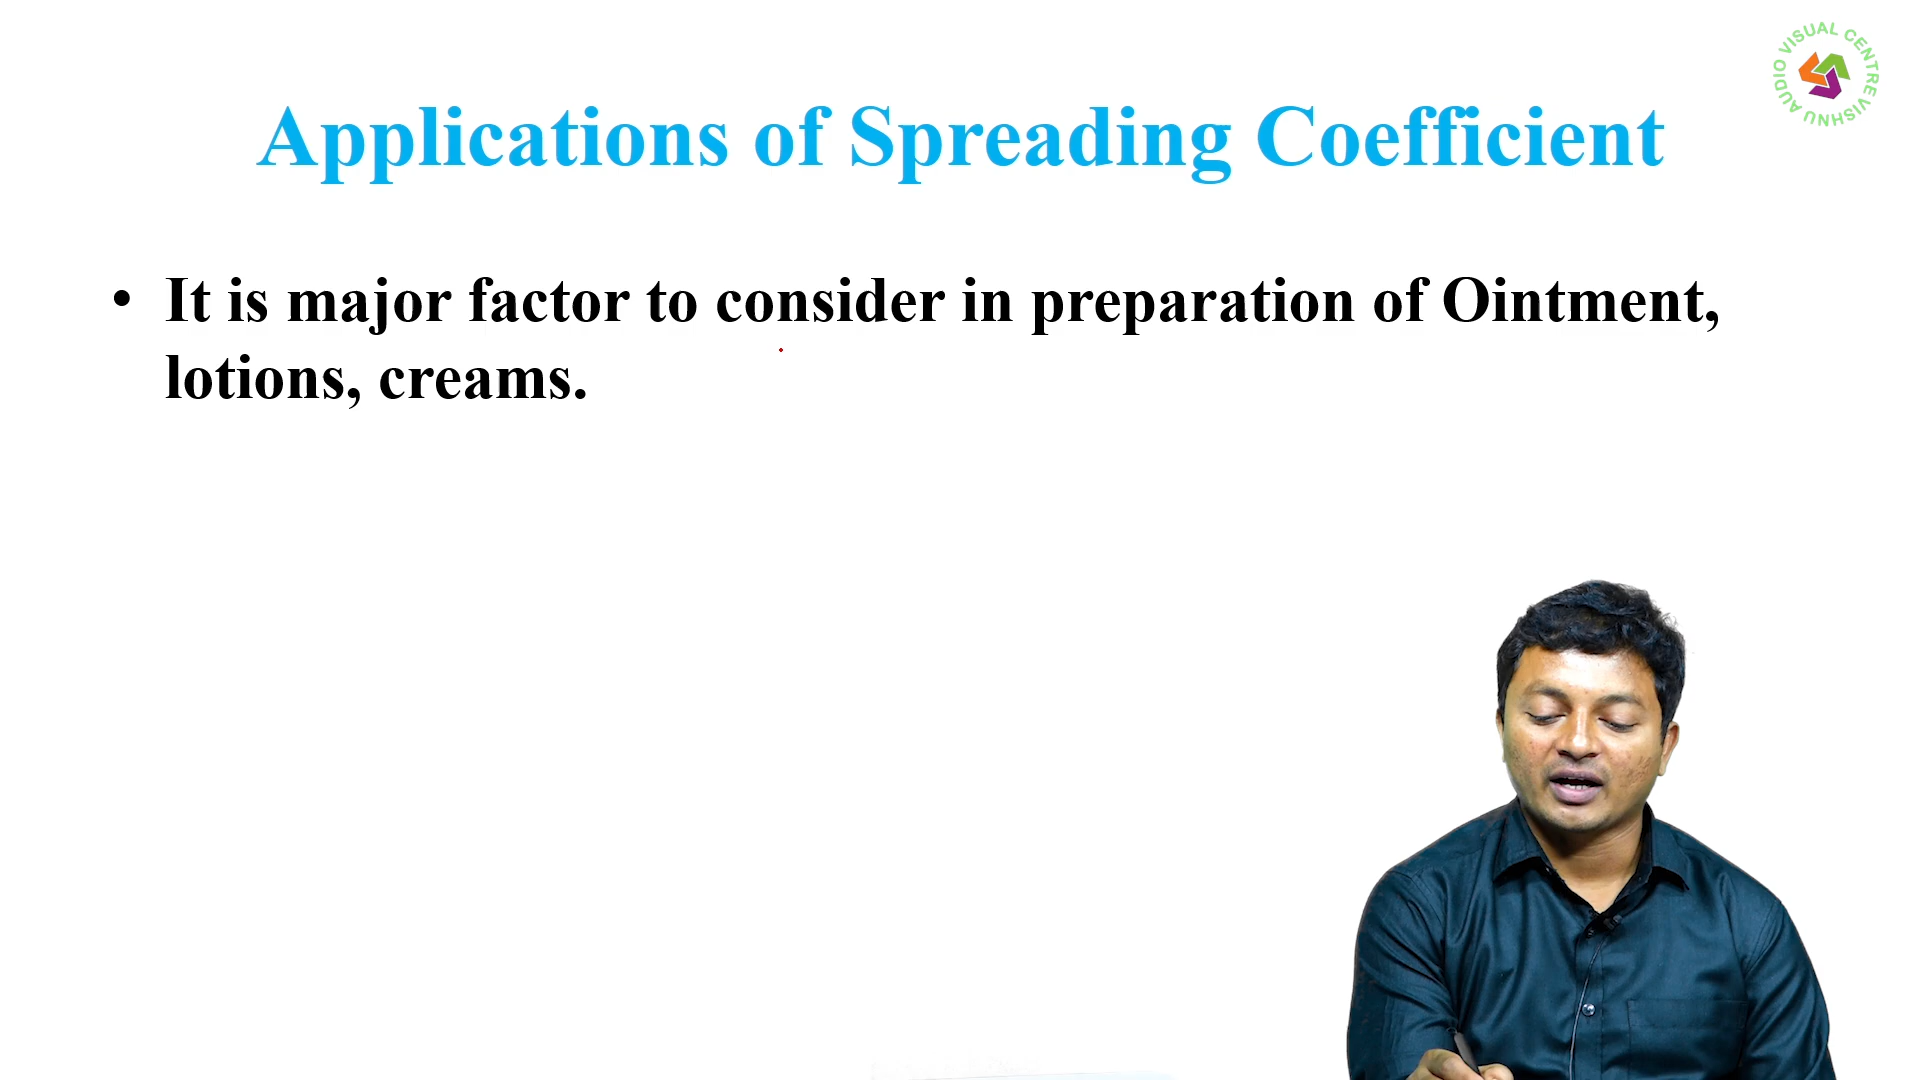 VISHNU AUDIO VISUAL CENTRE
Applications of Spreading Coefficient
• It is major factor to consider in preparation of Ointment,
lotions, creams.